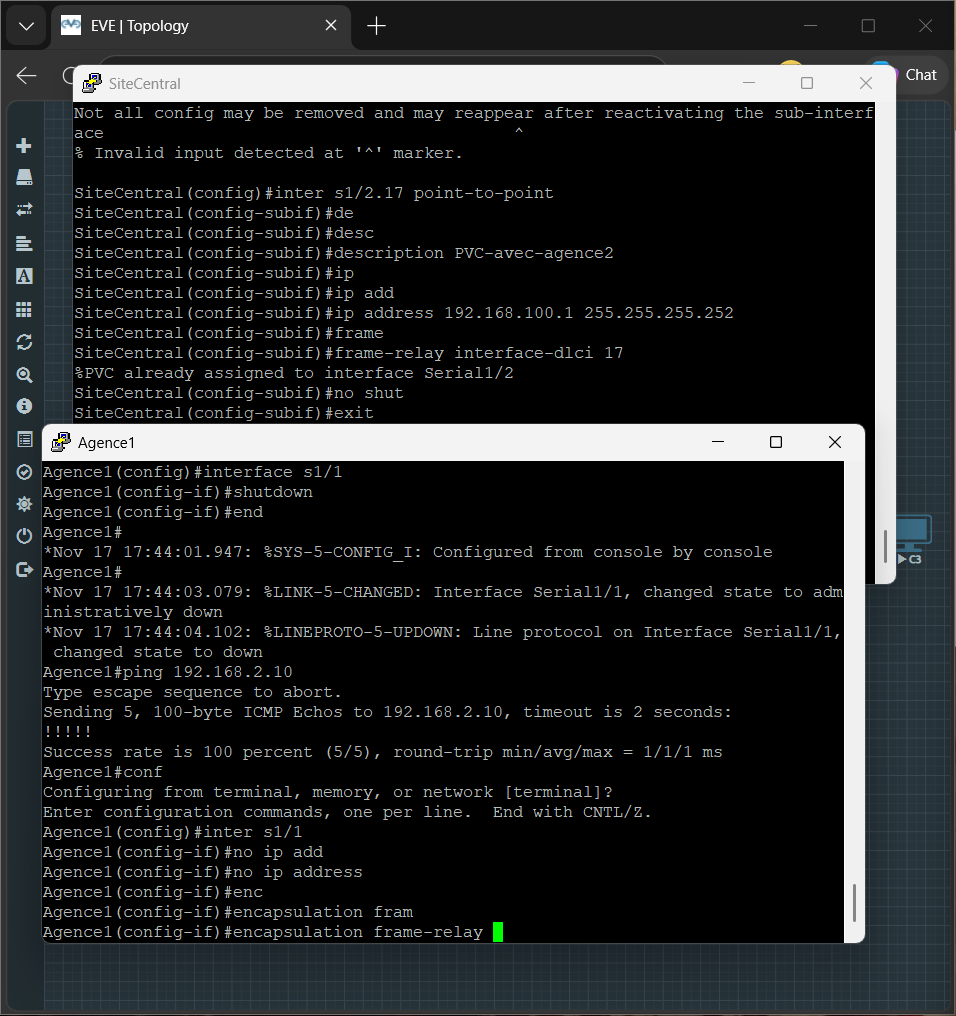 EVE | Topology
Chat
SiteCentral
Not all config may be removed and may reappear after reactivating the sub-interf
ace ^
% Invalid input detected at '^' marker.
SiteCentral(config)#inter s1/2.17 point-to-point
SiteCentral(config-subif)#de
SiteCentral(config-subif)#desc
SiteCentral(config-subif)#description PVC-avec-agence2
SiteCentral(config-subif)#ip
SiteCentral(config-subif)#ip add
SiteCentral(config-subif)#ip address 192.168.100.1 255.255.255.252
SiteCentral(config-subif)#frame
SiteCentral(config-subif)#frame-relay interface-dlci 17
%PVC already assigned to interface Serial1/2
SiteCentral(config-subif)#no shut
SiteCentral(config-subif)#exit
Agence1
Agence1(config)#interface s1/1
Agence1(config-if)#shutdown
Agence1(config-if)#end
Agence1#
*Nov 17 17:44:01.947: %SYS-5-CONFIG_I: Configured from console by console
Agence1#
*Nov 17 17:44:03.079: %LINK-5-CHANGED: Interface Serial1/1, changed state to adm
inistratively down
*Nov 17 17:44:04.102: %LINEPROTO-5-UPDOWN: Line protocol on Interface Serial1/1,
changed state to down
Agence1#ping 192.168.2.10
Type escape sequence to abort.
Sending 5, 100-byte ICMP Echos to 192.168.2.10, timeout is 2 seconds:
!!!!!
Success rate is 100 percent (5/5), round-trip min/avg/max = 1/1/1 ms
Agence1#conf
Configuring from terminal, memory, or network [terminal]?
Enter configuration commands, one per line.  End with CNTL/Z.
Agence1(config)#inter s1/1
Agence1(config-if)#no ip add
Agence1(config-if)#no ip address
Agence1(config-if)#enc
Agence1(config-if)#encapsulation fram
Agence1(config-if)#encapsulation frame-relay
C3